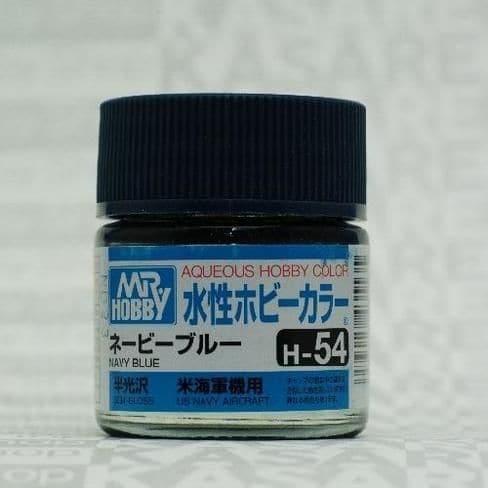 KASARE
AQUEOUS HOBBY COLOR
MR HOBBY
水性ホビーカラー
ネービーブルー
NAVY BLUE
H-54
半光沢
SEMI-GLOSS
米海軍機用
US NAVY AIRCRAFT